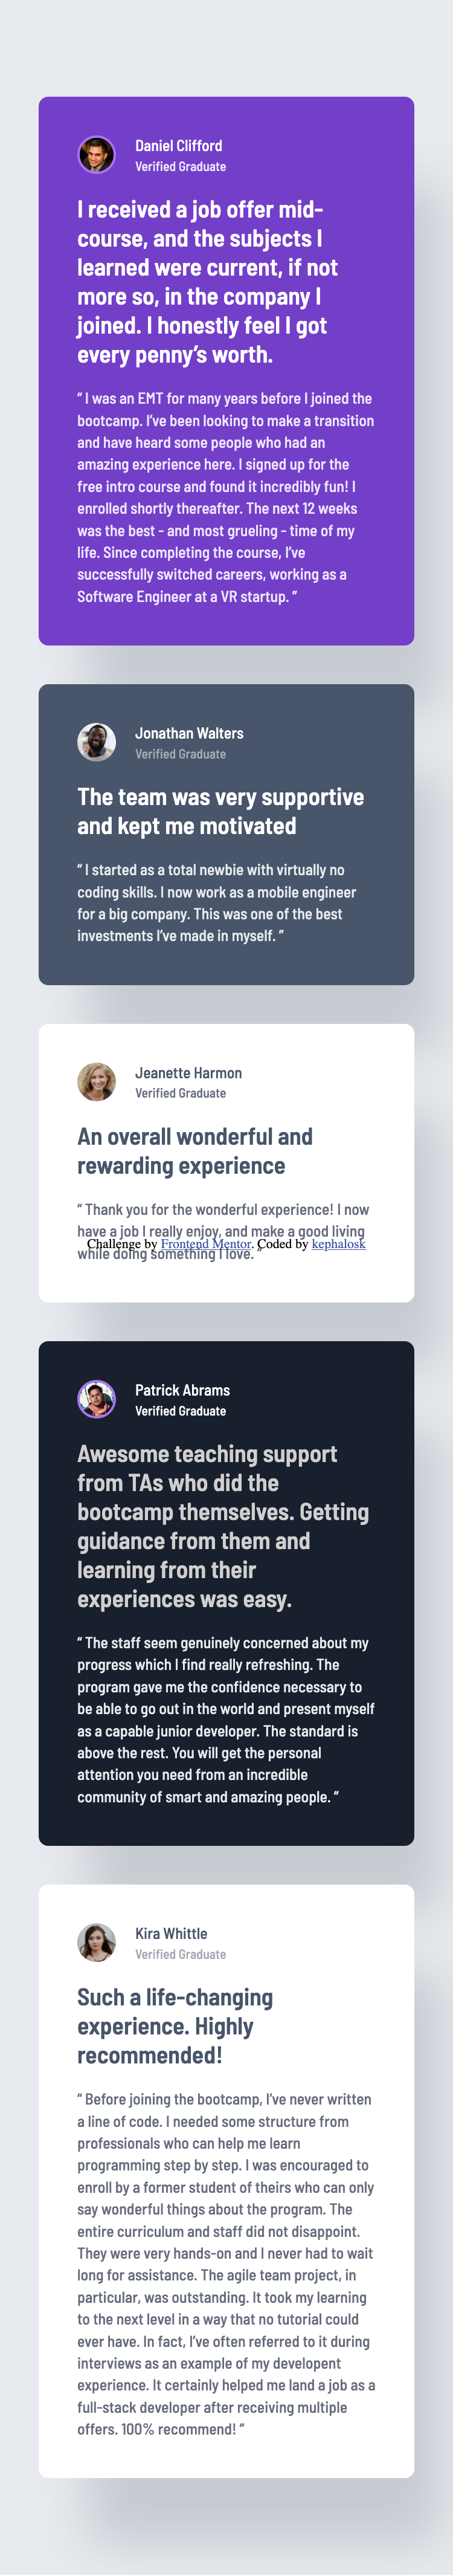 Daniel Clifford
Verified Graduate
I received a job offer mid-
course, and the subjects I
learned were current, if not
more so, in the company I
joined. I honestly feel I got
every penny’s worth.
“ I was an EMT for many years before I joined the
bootcamp. I’ve been looking to make a transition
and have heard some people who had an
amazing experience here. I signed up for the
free intro course and found it incredibly fun! I
enrolled shortly thereafter. The next 12 weeks
was the best - and most grueling - time of my
life. Since completing the course, I’ve
successfully switched careers, working as a
Software Engineer at a VR startup. ”
Jonathan Walters
Verified Graduate
The team was very supportive
and kept me motivated
“ I started as a total newbie with virtually no
coding skills. I now work as a mobile engineer
for a big company. This was one of the best
investments I’ve made in myself. ”
Jeanette Harmon
Verified Graduate
An overall wonderful and
rewarding experience
“ Thank you for the wonderful experience! I now
have a job I really enjoy, and make a good living
Challenge by Frontend Mentor. Coded by kephalosk
while doing something I love. ”
Patrick Abrams
Verified Graduate
Awesome teaching support
from TAs who did the
bootcamp themselves. Getting
guidance from them and
learning from their
experiences was easy.
“ The staff seem genuinely concerned about my
progress which I find really refreshing. The
program gave me the confidence necessary to
be able to go out in the world and present myself
as a capable junior developer. The standard is
above the rest. You will get the personal
attention you need from an incredible
community of smart and amazing people. ”
Kira Whittle
Verified Graduate
Such a life-changing
experience. Highly
recommended!
“ Before joining the bootcamp, I’ve never written
a line of code. I needed some structure from
professionals who can help me learn
programming step by step. I was encouraged to
enroll by a former student of theirs who can only
say wonderful things about the program. The
entire curriculum and staff did not disappoint.
They were very hands-on and I never had to wait
long for assistance. The agile team project, in
particular, was outstanding. It took my learning
to the next level in a way that no tutorial could
ever have. In fact, I’ve often referred to it during
interviews as an example of my developent
experience. It certainly helped me land a job as a
full-stack developer after receiving multiple
offers. 100% recommend! ”